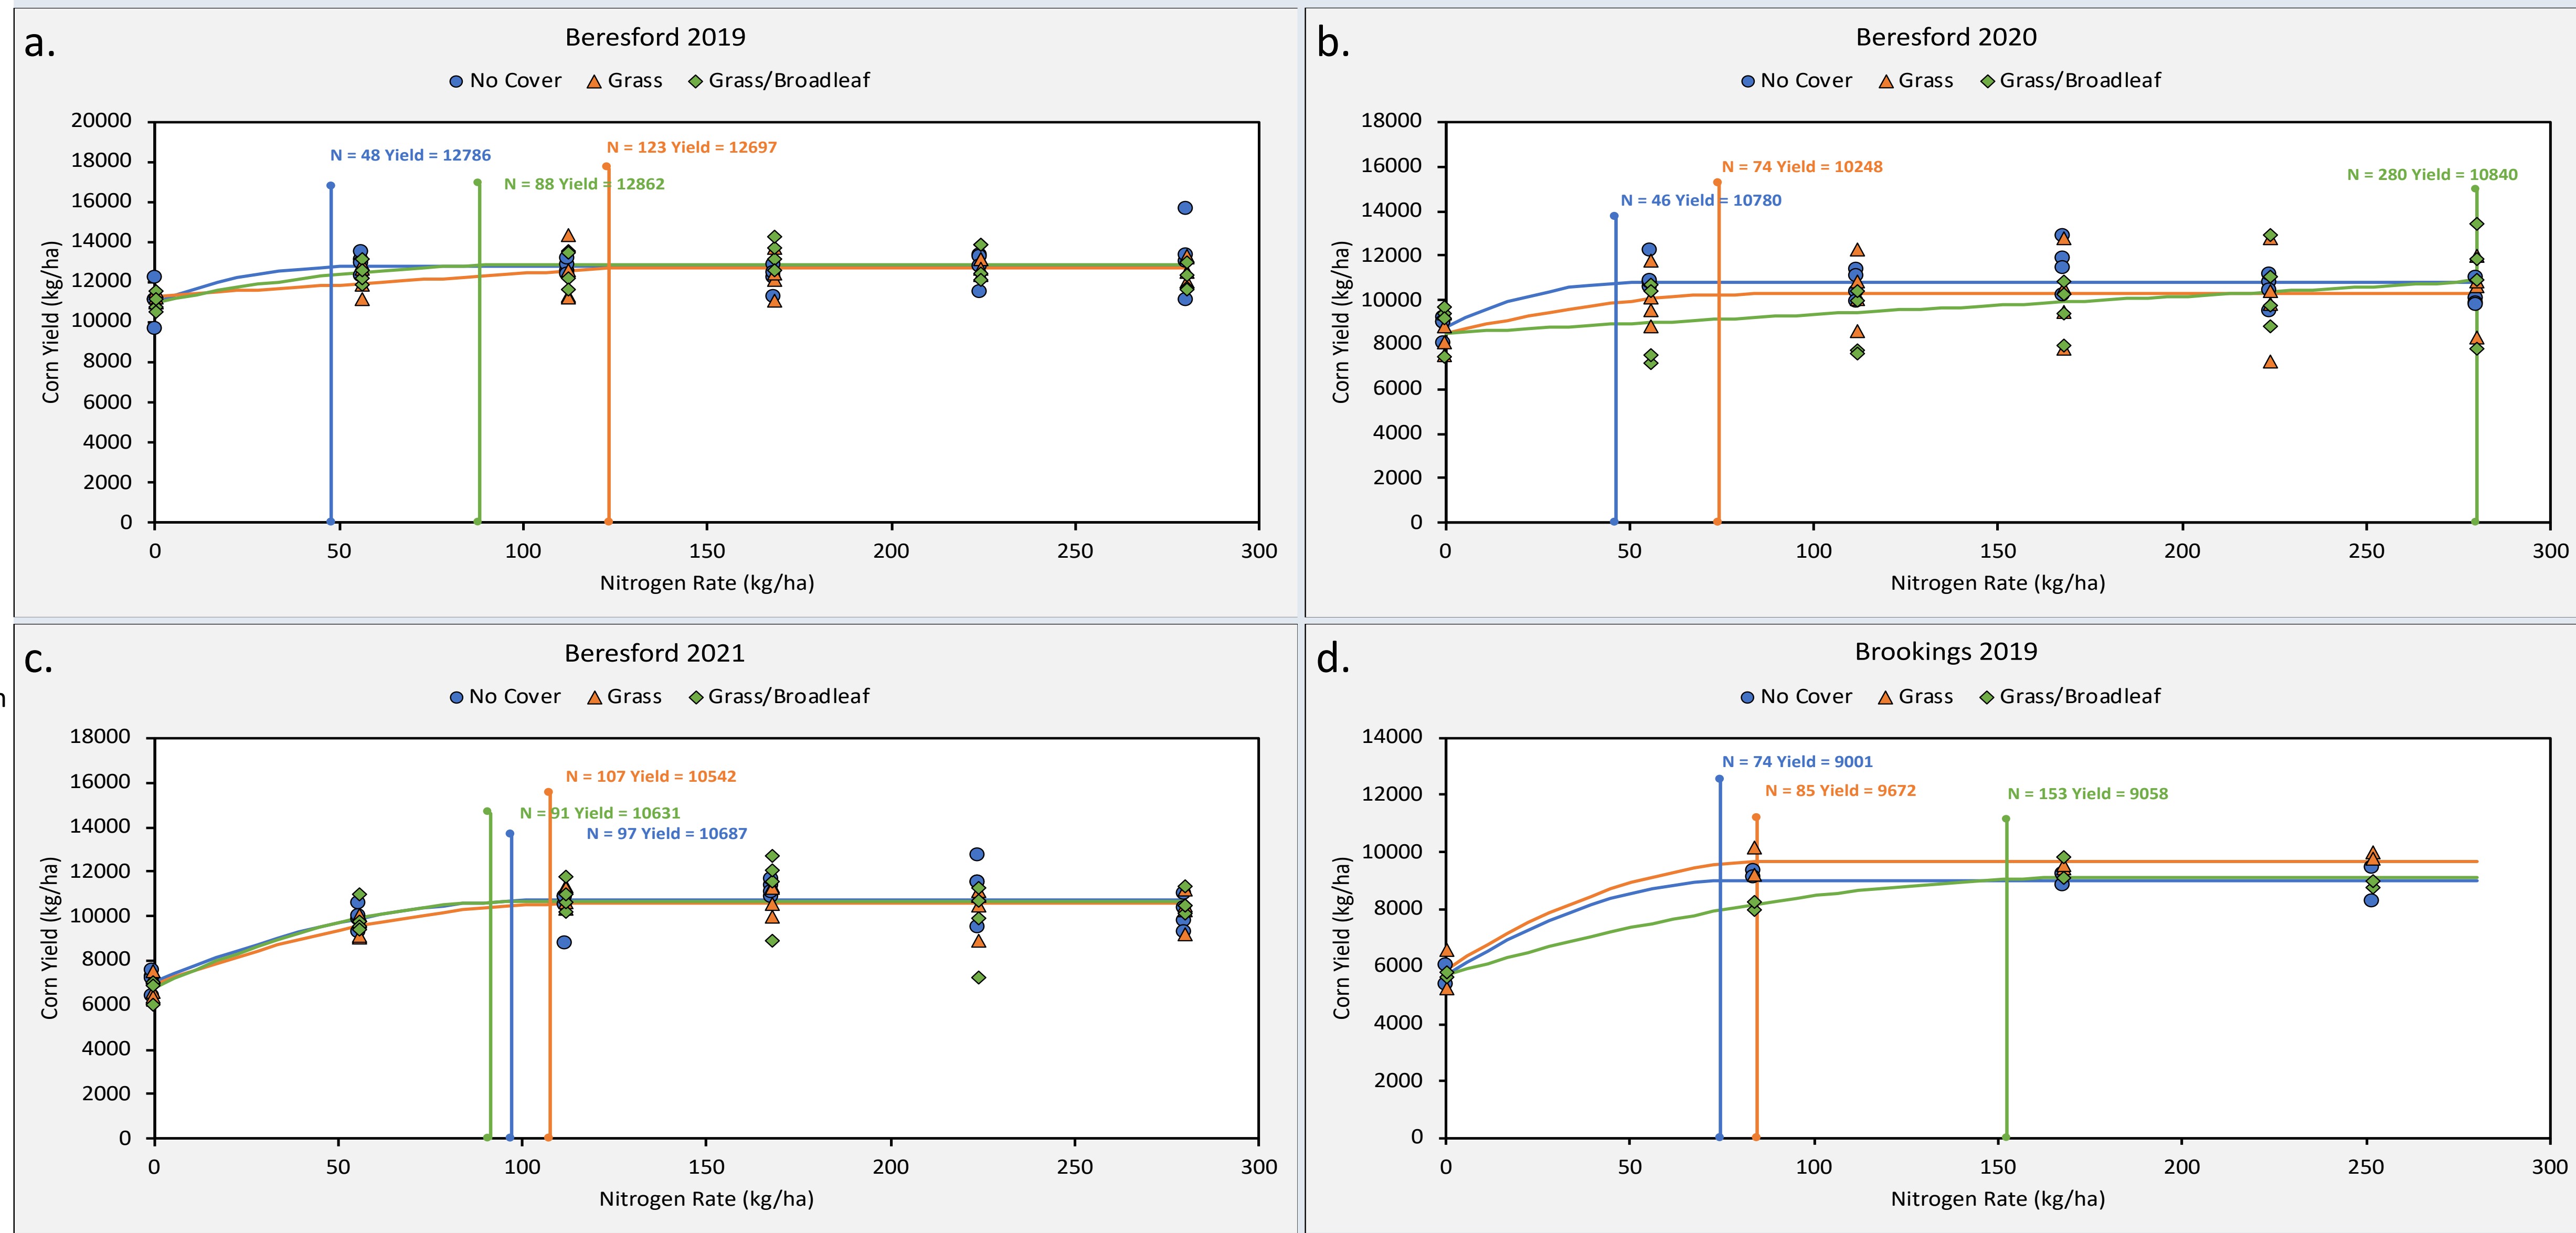 a.
Beresford 2019
No Cover Grass Grass/Broadleaf
20000
18000
16000
14000
12000
10000
8000
6000
4000
2000
0
Corn Yield (kg/ha)
N = 48 Yield = 12786
N = 123 Yield = 12697
N = 88 Yield = 12862
0 50 100 150 200 250 300
Nitrogen Rate (kg/ha)
b.
Beresford 2020
No Cover Grass Grass/Broadleaf
18000
16000
14000
12000
10000
8000
6000
4000
2000
0
Corn Yield (kg/ha)
N = 74 Yield = 10248
N = 280 Yield = 10840
N = 46 Yield = 10780
0 50 100 150 200 250 300
Nitrogen Rate (kg/ha)
n
c.
Beresford 2021
No Cover Grass Grass/Broadleaf
18000
16000
14000
12000
10000
8000
6000
4000
2000
0
Corn Yield (kg/ha)
N = 107 Yield = 10542
N = 91 Yield = 10631
N = 97 Yield = 10687
0 50 100 150 200 250 300
Nitrogen Rate (kg/ha)
d.
Brookings 2019
No Cover Grass Grass/Broadleaf
14000
12000
10000
8000
6000
4000
2000
0
Corn Yield (kg/ha)
N = 74 Yield = 9001
N = 85 Yield = 9672
N = 153 Yield = 9058
0 50 100 150 200 250 300
Nitrogen Rate (kg/ha)